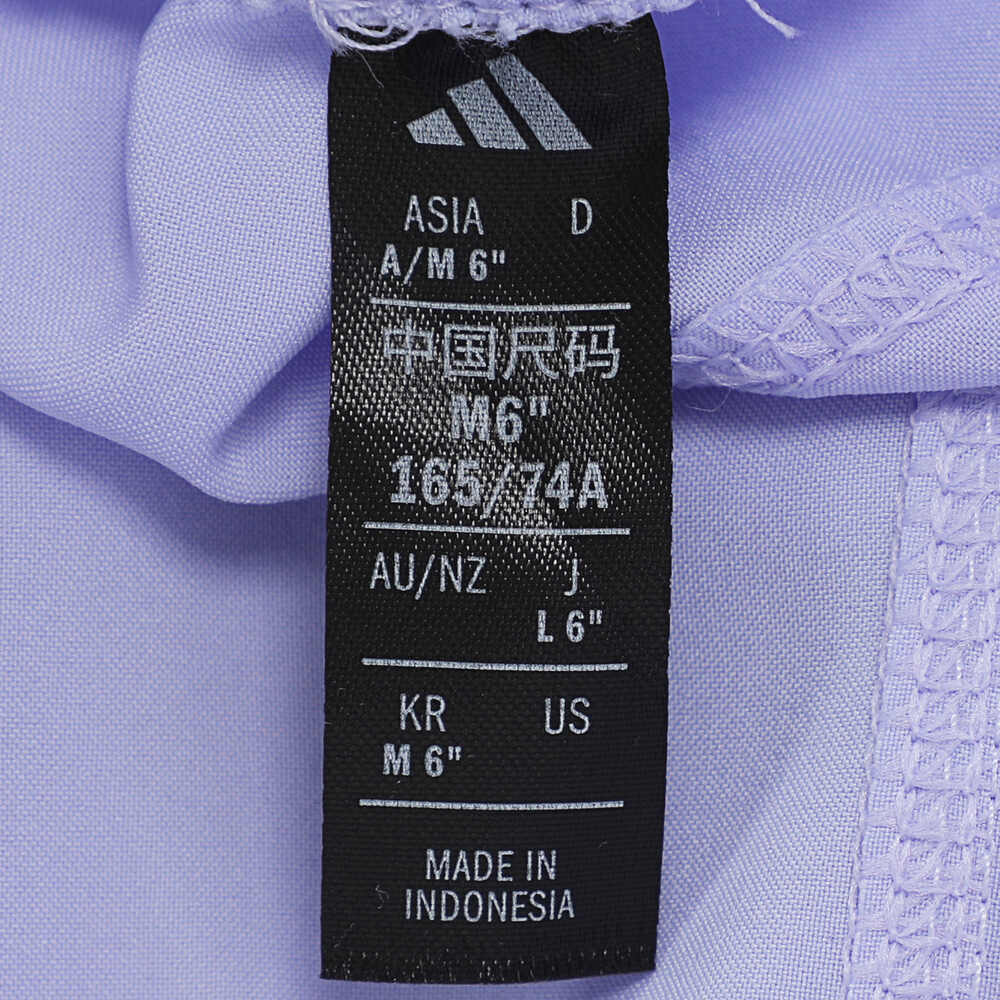 ASIA D
A/M 6"
中国尺码
M6"
165/74A
AU/NZ J
L 6"
KR US
M 6"
MADE IN
INDONESIA